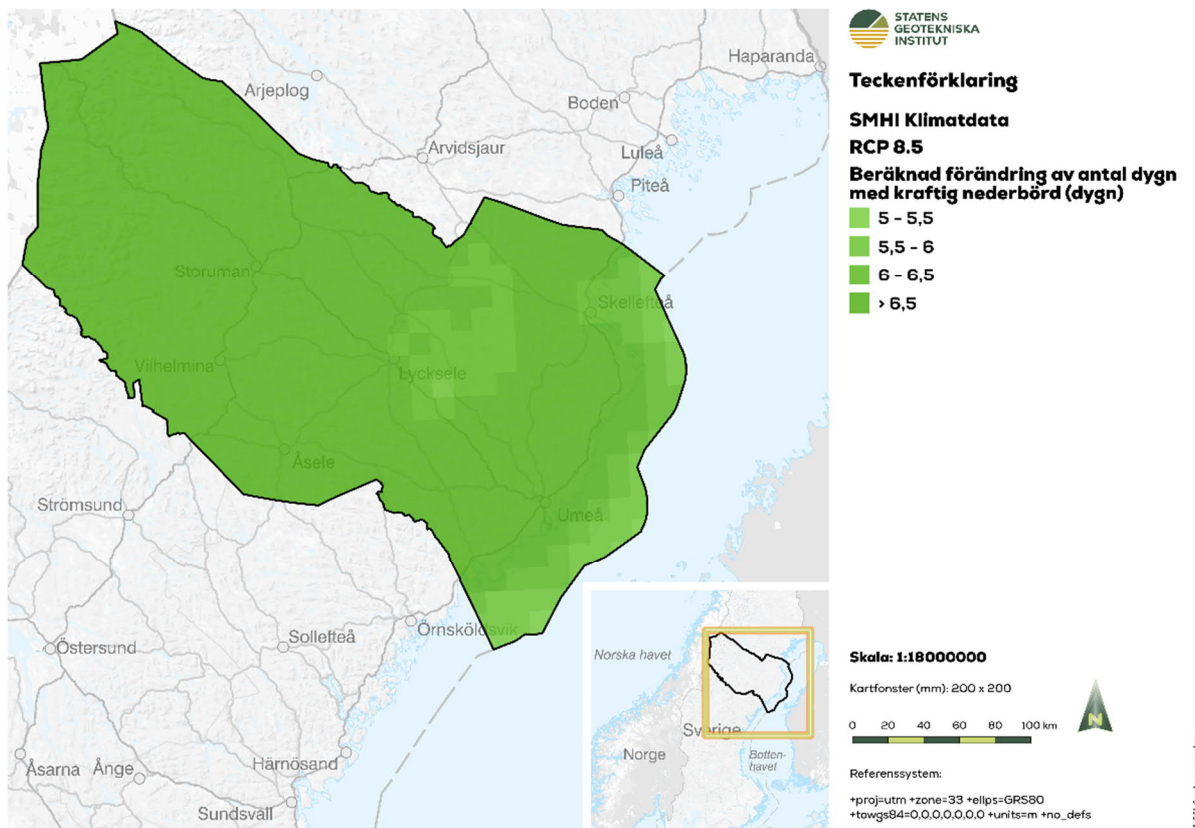 STATENS
GEOTEKNISKA
INSTITUT
Teckenförklaring
SMHI Klimatdata
RCP 8.5
Beräknad förändring av antal dygn
med kraftig nederbörd (dygn)
5 - 5,5
5,5 - 6
6 - 6,5
> 6,5
Haparanda
Arjeplog
Boden
Arvidsjaur
Luleå
Piteå
Storuman
Skellefteå
Vilhelmina
Lycksele
Åsele
Strömsund
Umeå
Örnsköldsvik
Sollefteå
Östersund
Härnösand
Åsarna
Ånge
Sundsvall
Norska havet
Sverige
Norge
Botten-
havet
Skala: 1:18000000
Kartfonster (mm): 200 x 200
0 20 40 60 80 100 km
N
Referenssystem:
+proj=utm +zone=33 +ellps=GRS80
+towgs84=0,0,0,0,0,0,0 +units=m +no_defs